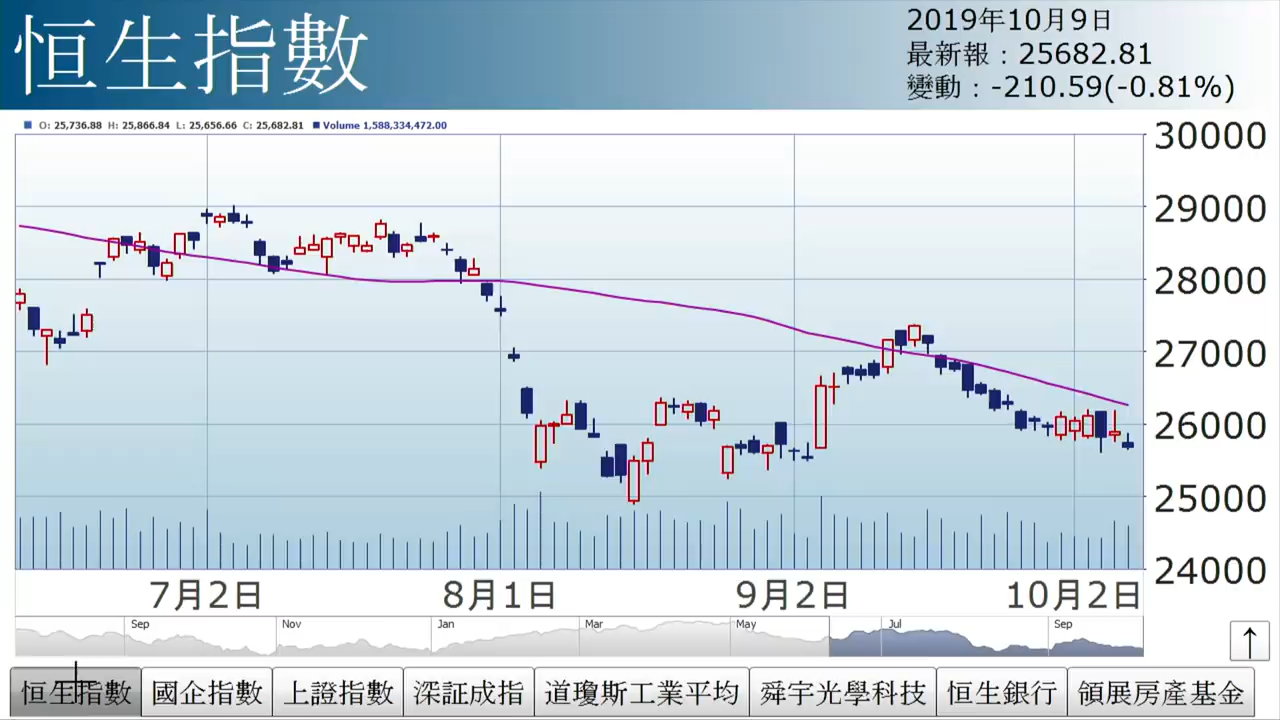 恒生指數
2019年10月9日
最新報：25682.81
變動：-210.59(-0.81%)
O: 25,736.88 H: 25,866.84 L: 25,656.66 C: 25,682.81 Volume 1,588,334,472.00
30000
29000
28000
27000
26000
25000
24000
7月2日 8月1日 9月2日 10月2日
Sep Nov Jan Mar May Jul Sep
↑
恒生指數 國企指數 上證指數 深証成指 道瓊斯工業平均 舜宇光學科技 恒生銀行 領展房產基金